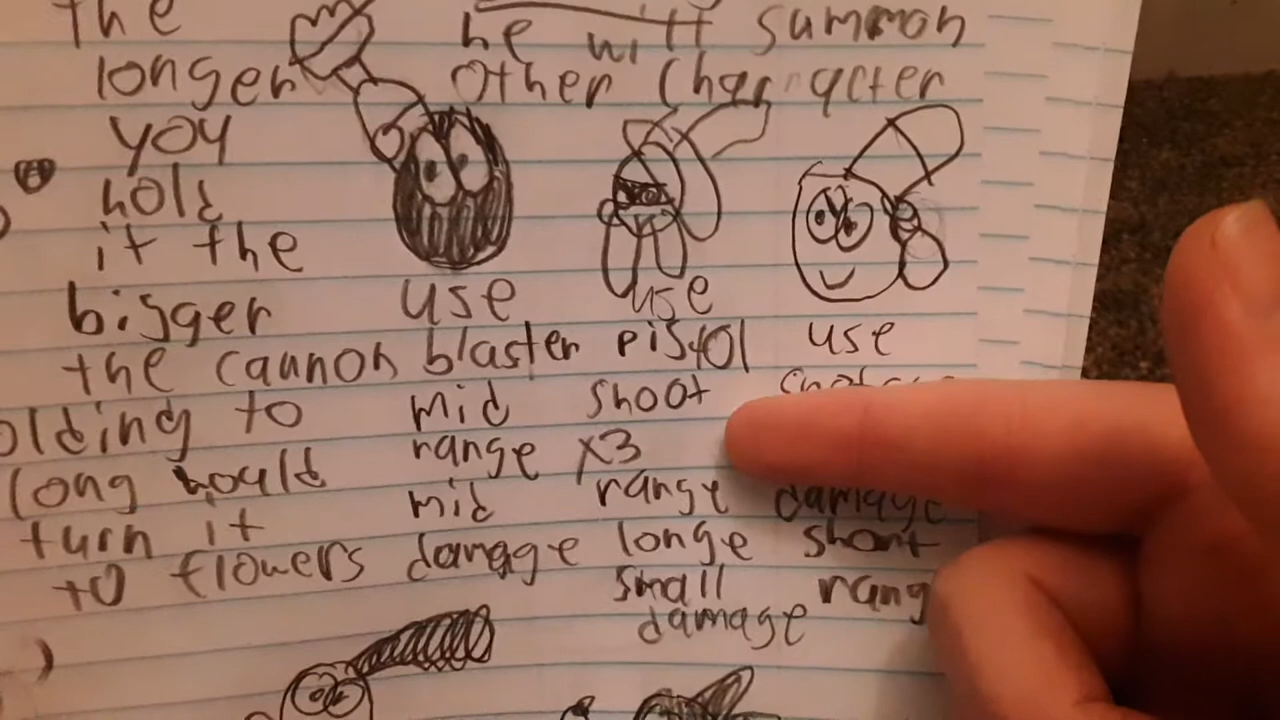 the
longer
you
hold
it the
bigger
the cannon
olding to
long would
turn it
to flowers
he will summon
other character
use
blaster
mid
range
mid
damage
use
pistol
shoot
x3
range
longe
small
damage
use
damage
short
rang